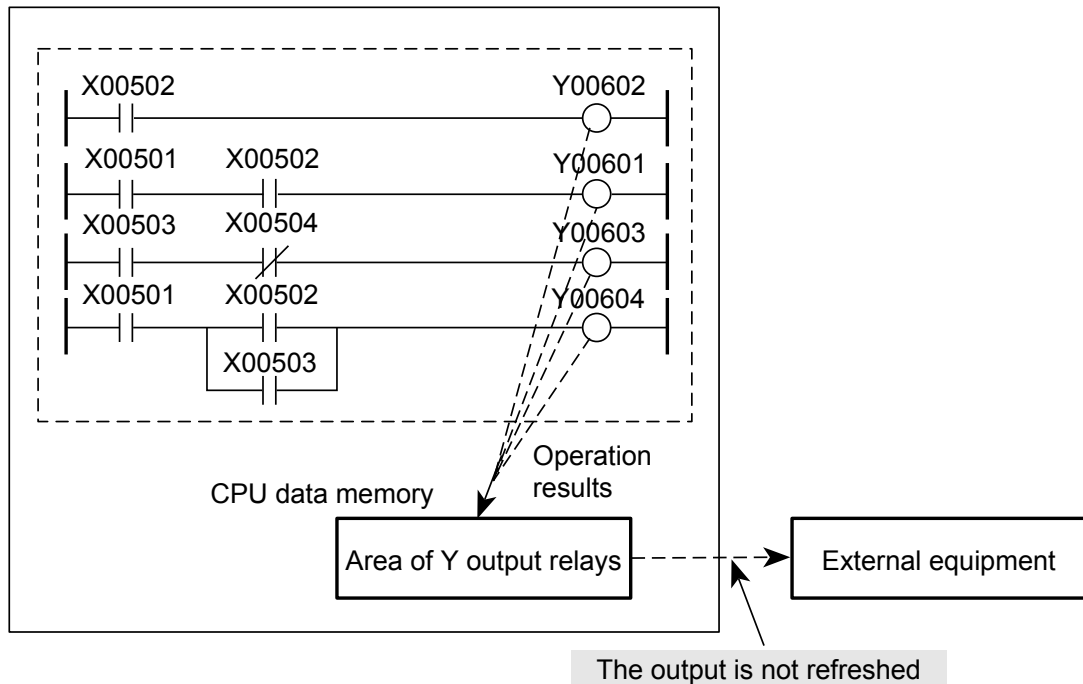 X00502 Y00602
X00501 X00502 Y00601
X00503 X00504 Y00603
X00501 X00502 Y00604
X00503
Operation
results
CPU data memory
Area of Y output relays
External equipment
The output is not refreshed